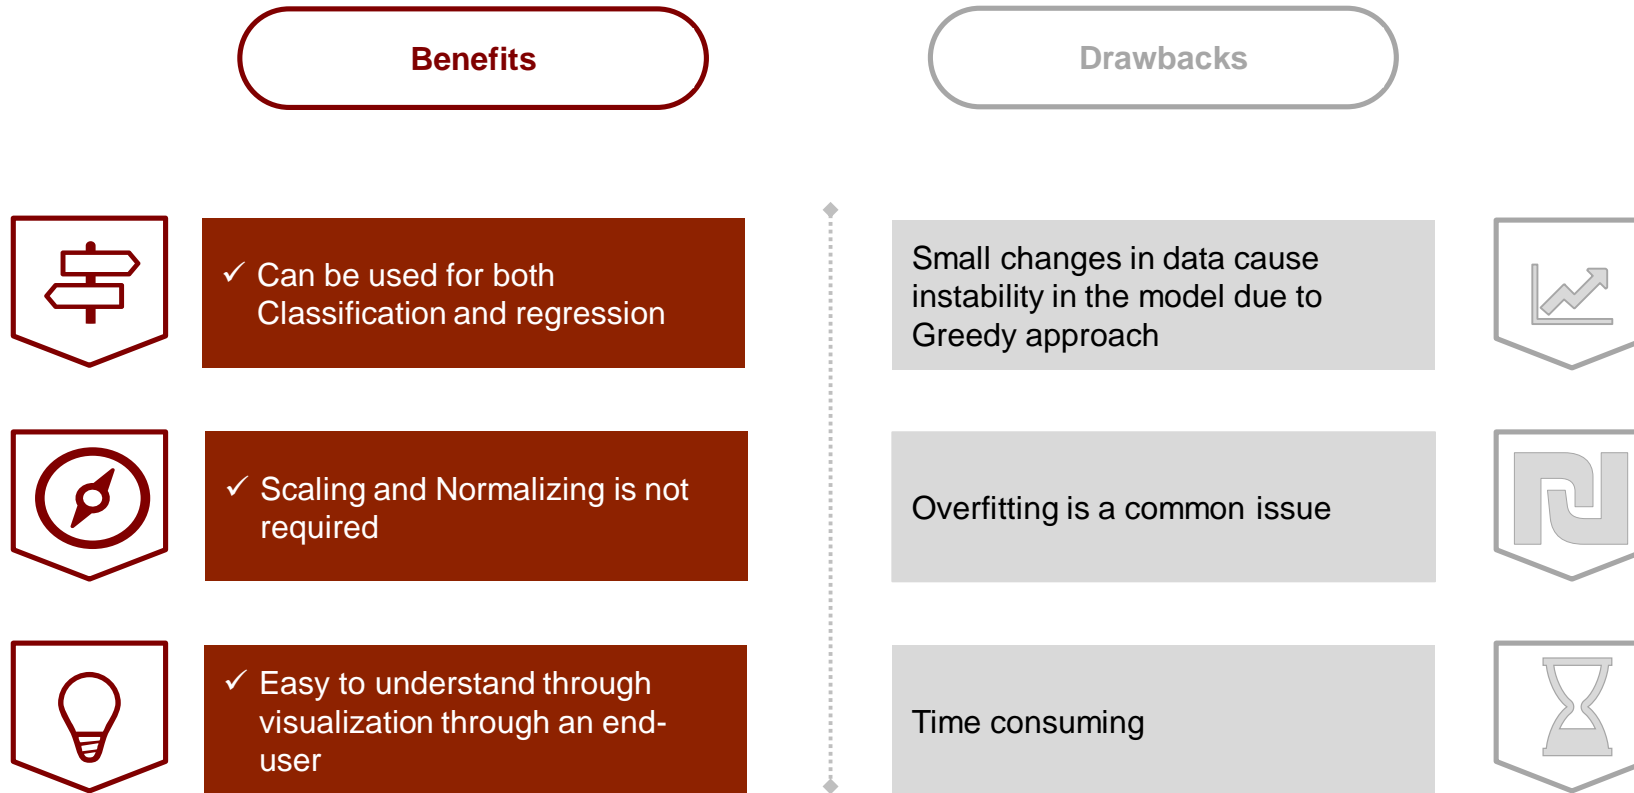 Benefits
Drawbacks
✓ Can be used for both
Classification and regression
Small changes in data cause
instability in the model due to
Greedy approach
✓ Scaling and Normalizing is not
required
Overfitting is a common issue
✓ Easy to understand through
visualization through an end-
user
Time consuming